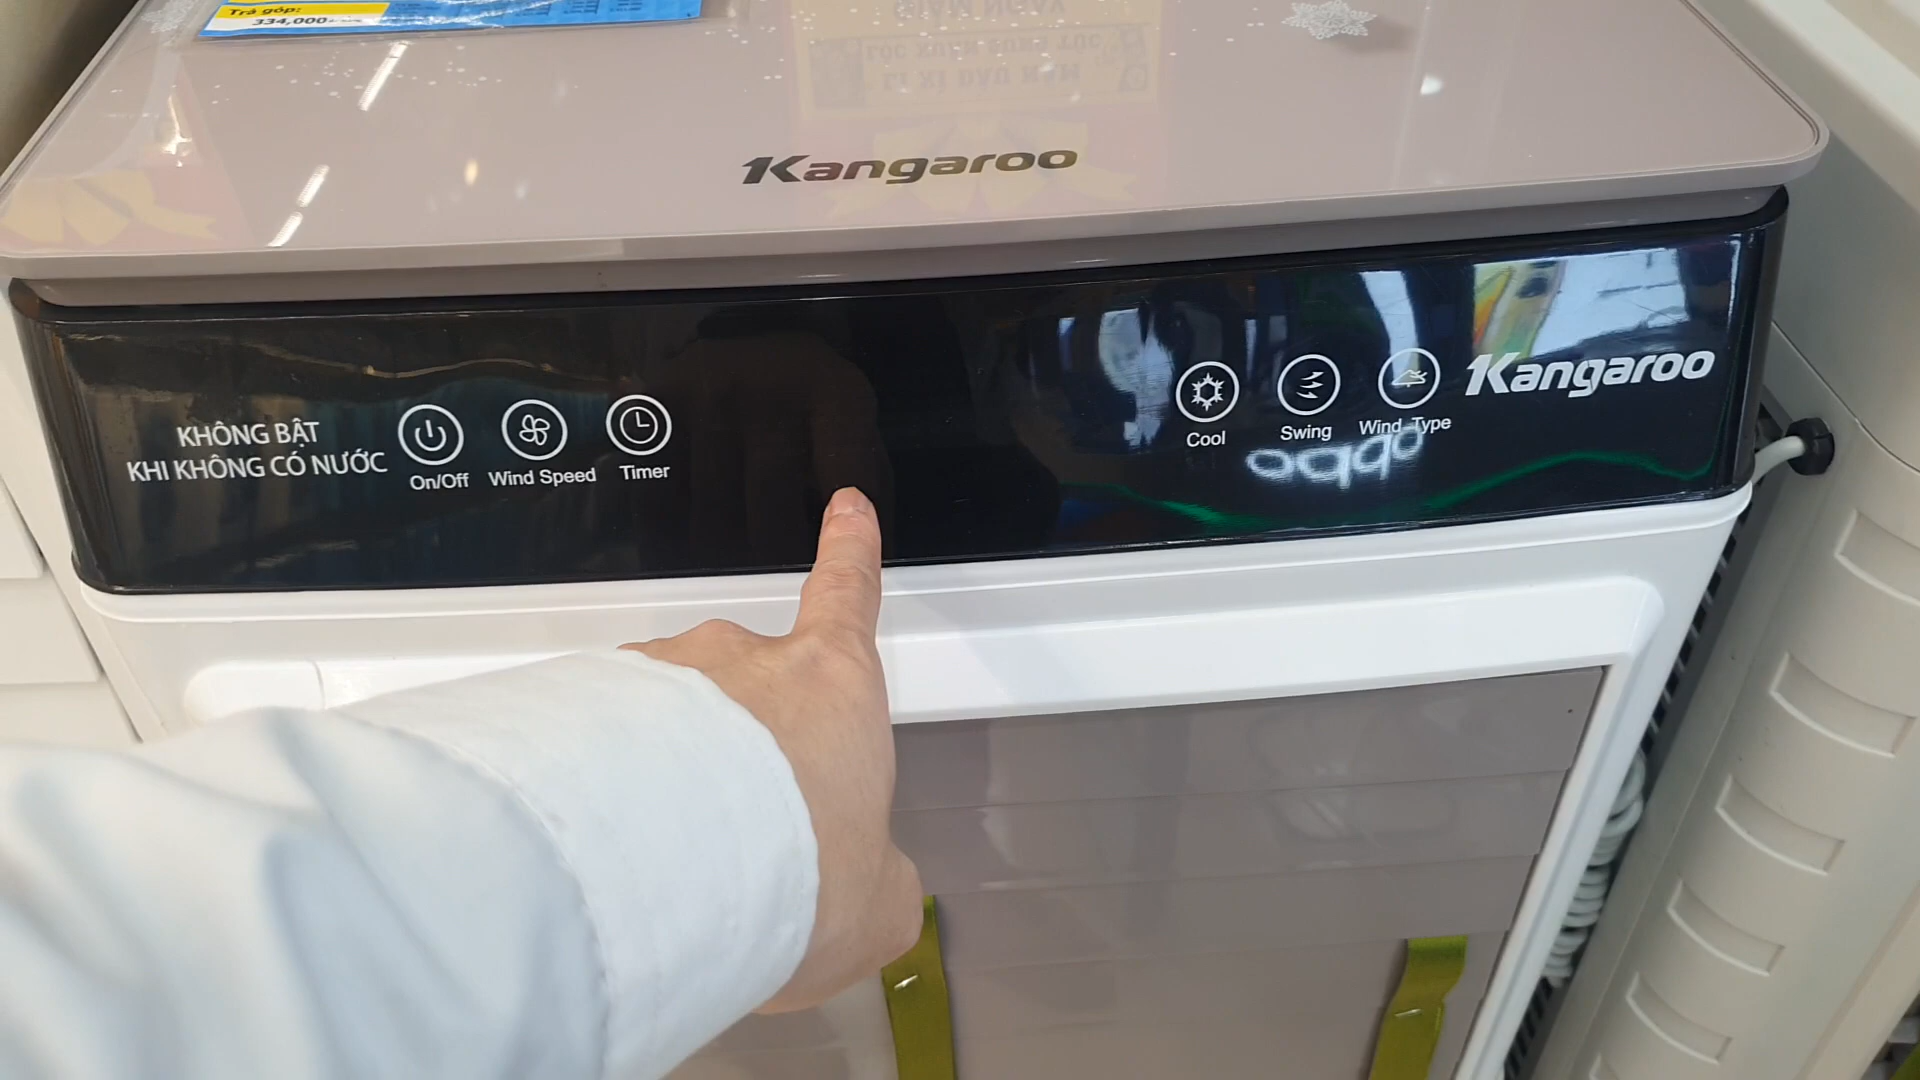 Trả góp:
334,000
Kangaroo
KHÔNG BẬT
KHI KHÔNG CÓ NƯỚC
On/Off
Wind Speed
Timer
Cool
Swing
Wind Type
Kangaroo
oppo